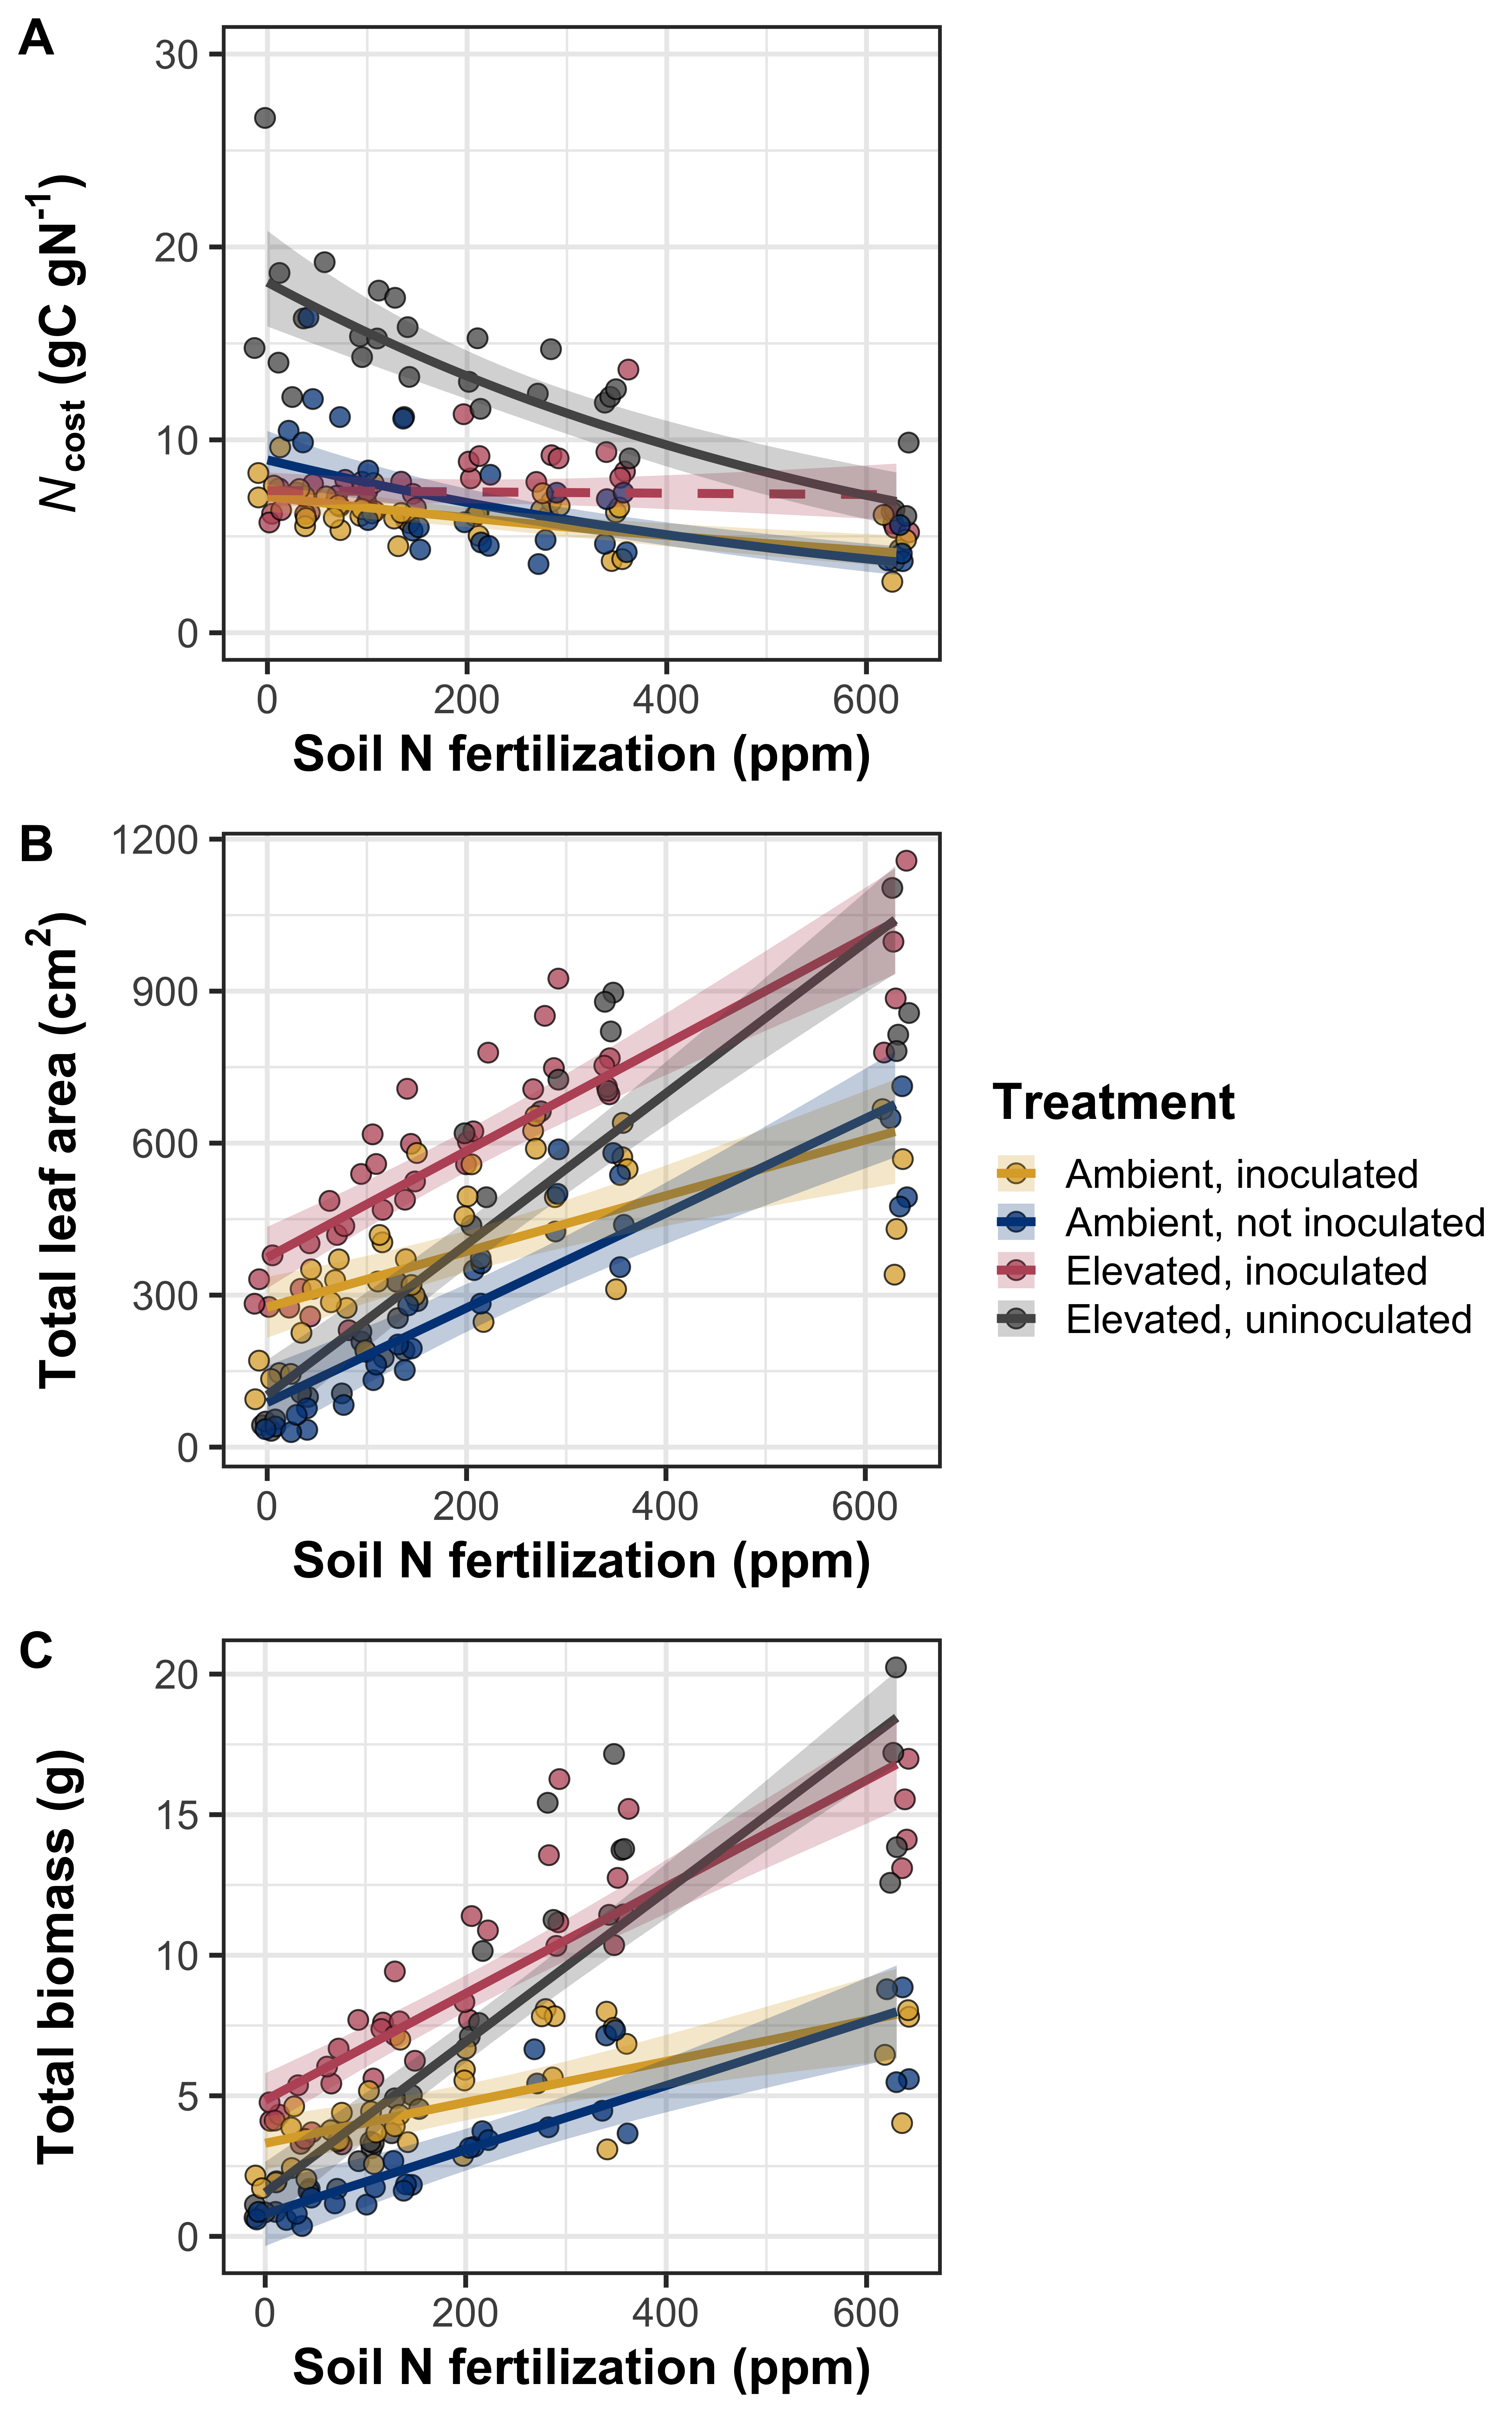 A
30
20
10
0
N cost (gC gN-1)
0 200 400 600
Soil N fertilization (ppm)
B
1200
900
600
300
0
Total leaf area (cm2)
0 200 400 600
Soil N fertilization (ppm)
Treatment
Ambient, inoculated
Ambient, not inoculated
Elevated, inoculated
Elevated, uninoculated
C
20
15
10
5
0
Total biomass (g)
0 200 400 600
Soil N fertilization (ppm)